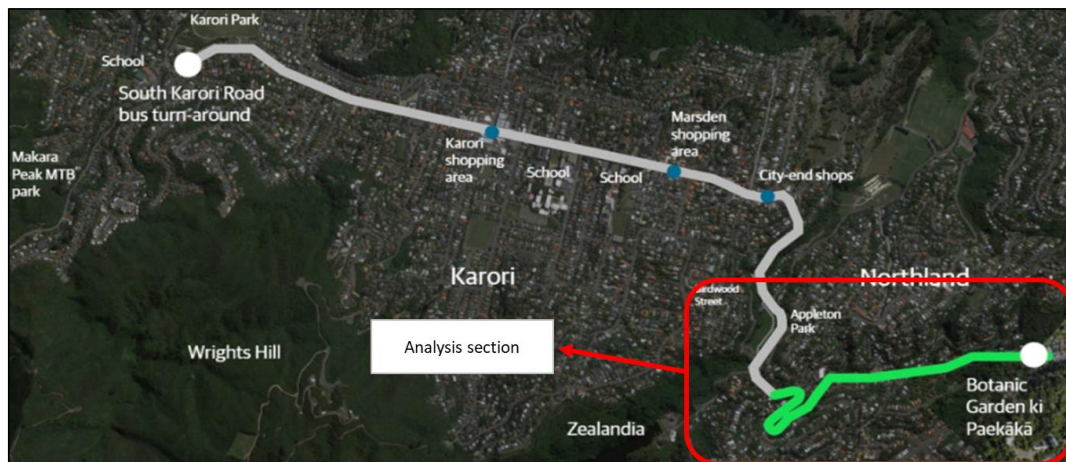 Karori Park
School
South Karori Road
bus turn-around
Makara
Peak MTB
park
Karori
shopping
area
School
School
Marsden
shopping
area
City-end shops
Karori
Northland
Street
Appleton
Park
Analysis section
Wrights Hill
Zealandia
Botanic
Garden ki
Paekākā